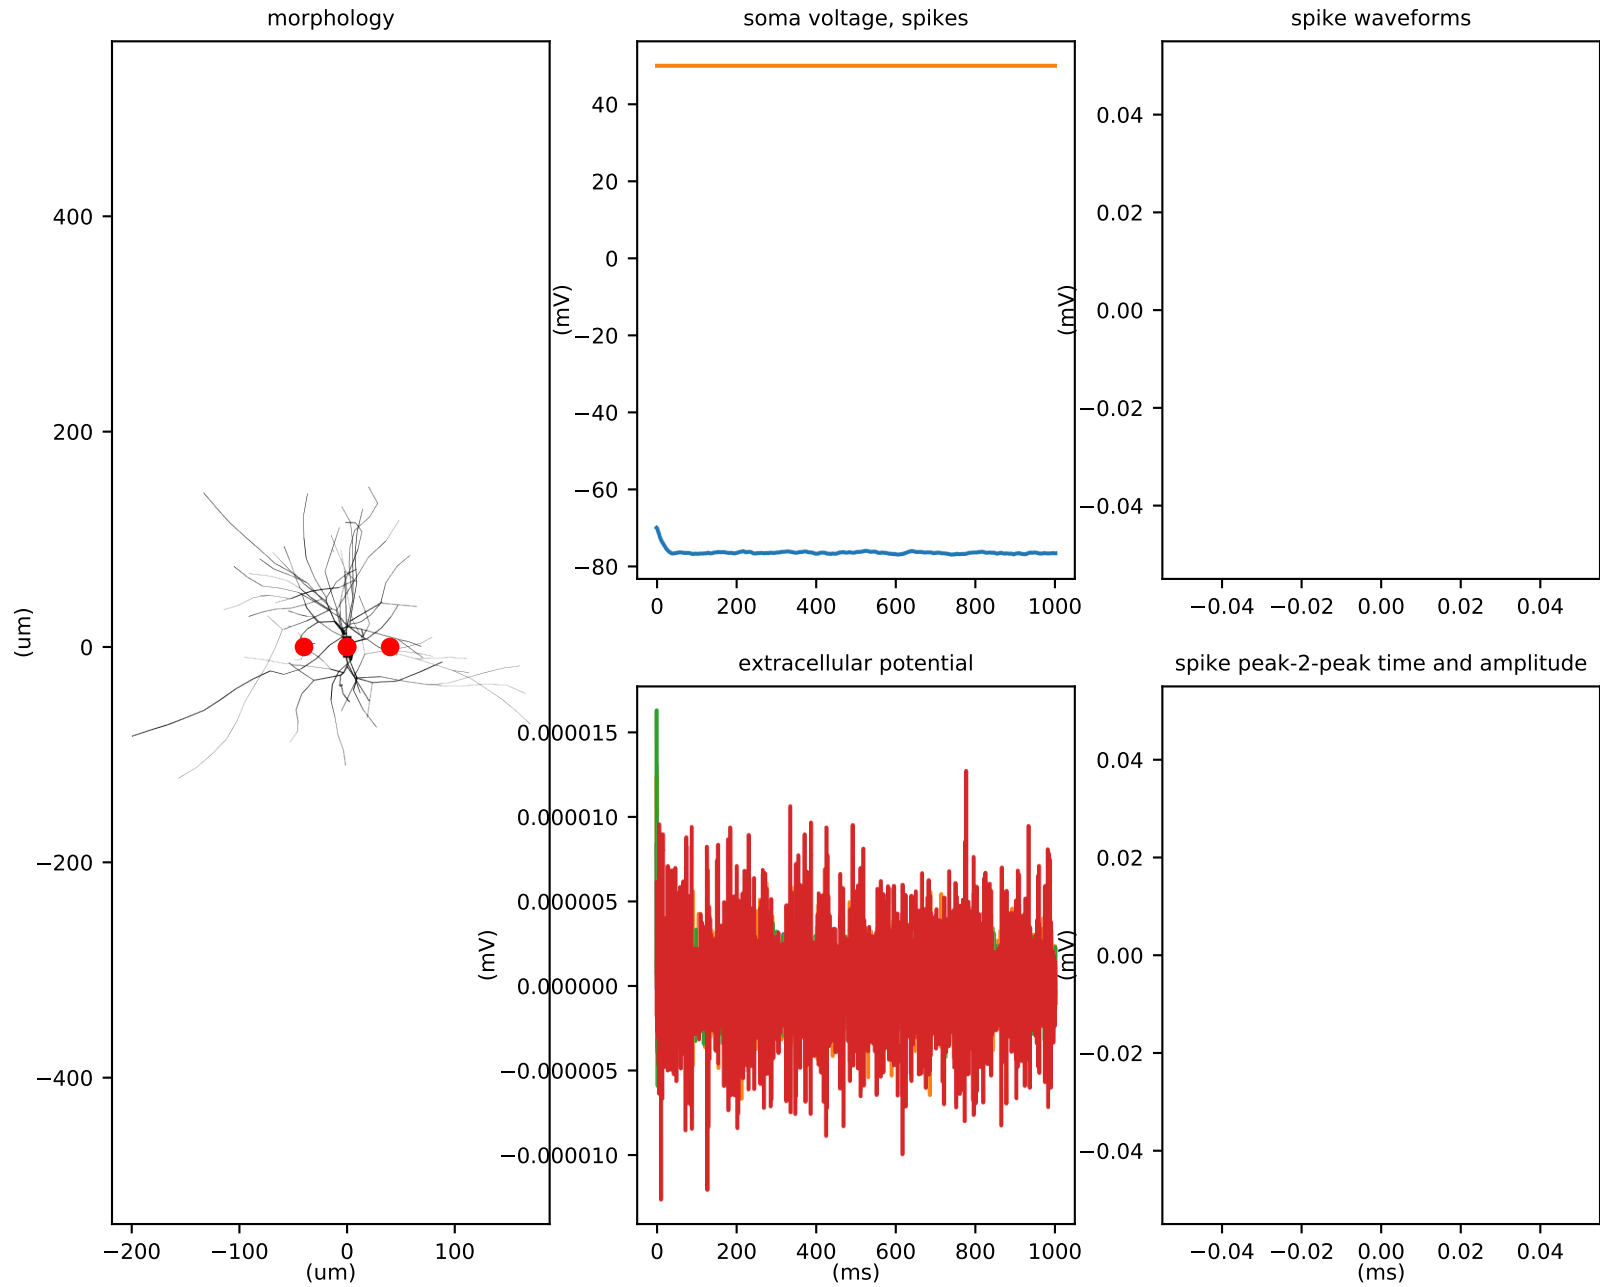 morphology
400
200
0
−200
−400
(um)
−200 −100 0 100
(um)
soma voltage, spikes
40
20
0
−20
−40
−60
−80
(mV)
0 200 400 600 800 1000
spike waveforms
0.04
0.02
0.00
−0.02
−0.04
(mV)
−0.04 −0.02 0.00 0.02 0.04
extracellular potential
0.000015
0.000010
0.000005
0.000000
−0.000005
−0.000010
(mV)
0 200 400 600 800 1000
(ms)
spike peak-2-peak time and amplitude
0.04
0.02
0.00
−0.02
−0.04
(mV)
−0.04 −0.02 0.00 0.02 0.04
(ms)